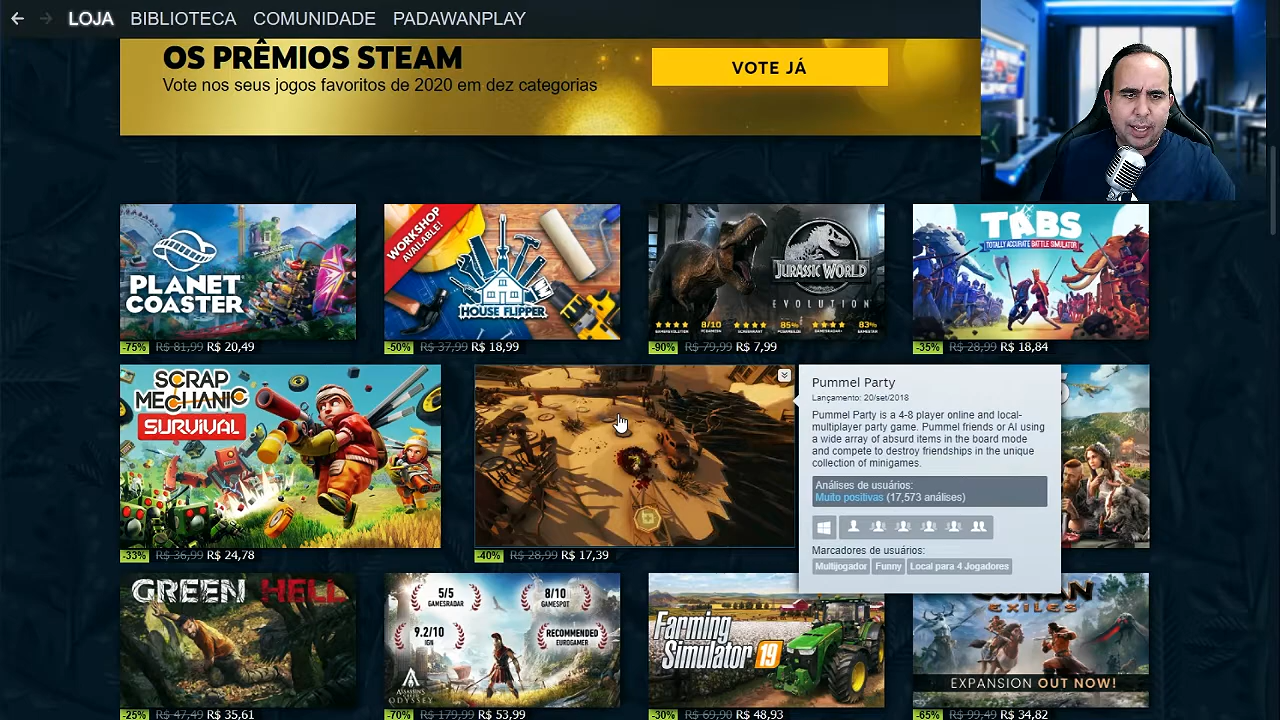 LOJA BIBLIOTECA COMUNIDADE PADAWANPLAY
OS PRÊMIOS STEAM
Vote nos seus jogos favoritos de 2020 em dez categorias
VOTE JÁ
PLANET COASTER
-75% R$ 81,99 R$ 20,49
WORKSHOP AVAILABLE!
HOUSE FLIPPER
-50% R$ 37,99 R$ 18,99
JURASSIC WORLD
EVOLUTION
8/10
85%
83%
-90% R$ 79,99 R$ 7,99
TABS
TOTALLY ACCURATE BATTLE SIMULATOR
-35% R$ 28,99 R$ 18,84
SCRAP
MECHANIC
SURVIVAL
-33% R$ 36,99 R$ 24,78
-40% R$ 28,99 R$ 17,39
Pummel Party
Lançamento: 20/set/2018
Pummel Party is a 4-8 player online and local-
multiplayer party game. Pummel friends or AI using
a wide array of absurd items in the board mode
and compete to destroy friendships in the unique
collection of minigames.
Análises de usuários:
Muito positivas (17,573 análises)
Marcadores de usuários:
Multijogador Funny Local para 4 Jogadores
GREEN HELL
-25% R$ 47,49 R$ 35,61
5/5
GAMESRADAR
8/10
GAMESPOT
9.2/10
IGN
RECOMMENDED
EUROGAMER
ASSASSIN'S
ODYSSEY
-70% R$ 179,99 R$ 53,99
Farming
Simulator 19
-30% R$ 69,90 R$ 48,93
CONAN
EXILES
EXPANSION OUT NOW!
-65% R$ 99,49 R$ 34,82